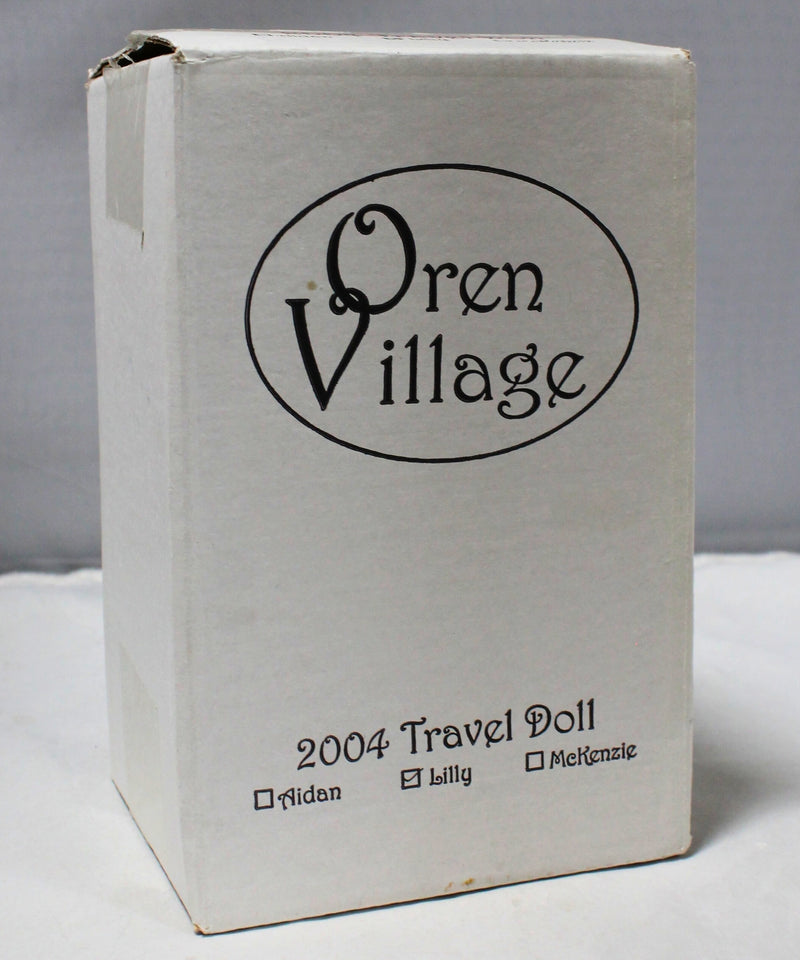 Oren
Village
2004 Travel Doll
☐ Aidan ☑ Lilly ☐ McKenzie